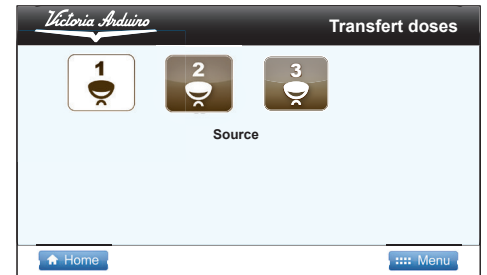 Victoria Arduino
Transfert doses
1 2 3
Source
Home
Menu